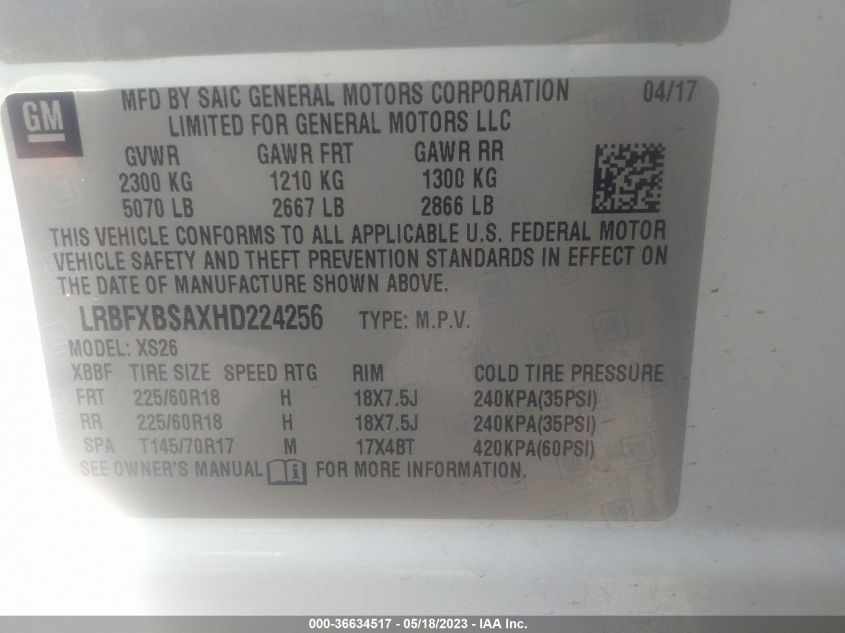 GM
MFD BY SAIC GENERAL MOTORS CORPORATION 04/17
LIMITED FOR GENERAL MOTORS LLC
GVWR GAWR FRT GAWR RR
2300 KG 1210 KG 1300 KG
5070 LB 2667 LB 2866 LB
THIS VEHICLE CONFORMS TO ALL APPLICABLE U.S. FEDERAL MOTOR
VEHICLE SAFETY AND THEFT PREVENTION STANDARDS IN EFFECT ON
THE DATE OF MANUFACTURE SHOWN ABOVE.
LRBFXBSAXHD224256 TYPE: M.P.V.
MODEL: XS26
XBBF TIRE SIZE SPEED RTG RIM COLD TIRE PRESSURE
FRT 225/60R18 H 18X7.5J 240KPA(35PSI)
RR 225/60R18 H 18X7.5J 240KPA(35PSI)
SPA T145/70R17 M 17X4BT 420KPA(60PSI)
SEE OWNER'S MANUAL i FOR MORE INFORMATION.
000-36634517 - 05/18/2023 - IAA Inc.